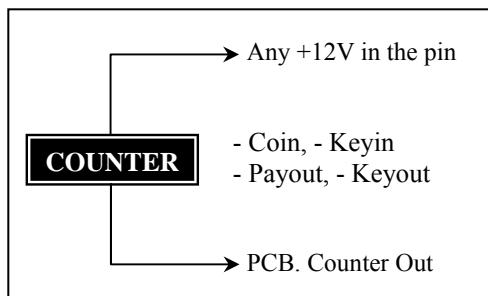 Any +12V in the pin
COUNTER
- Coin, - Keyin
- Payout, - Keyout
PCB. Counter Out